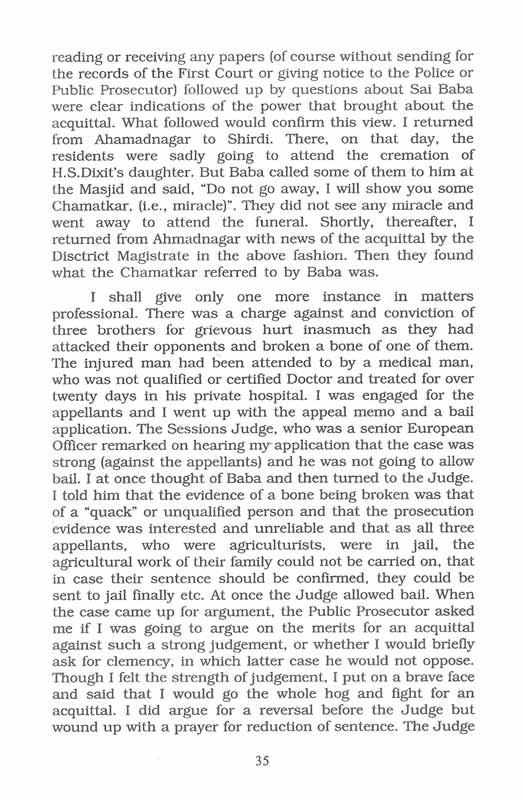 reading or receiving any papers (of course without sending for
the records of the First Court or giving notice to the Police or
Public Prosecutor) followed up by questions about Sai Baba
were clear indications of the power that brought about the
acquittal. What followed would confirm this view. I returned
from Ahamadnagar to Shirdi. There, on that day, the
residents were sadly going to attend the cremation of
H.S.Dixit's daughter. But Baba called some of them to him at
the Masjid and said, "Do not go away, I will show you some
Chamatkar, (i.e., miracle)". They did not see any miracle and
went away to attend the funeral. Shortly, thereafter, I
returned from Ahmadnagar with news of the acquittal by the
Disctrict Magistrate in the above fashion. Then they found
what the Chamatkar referred to by Baba was.
I shall give only one more instance in matters
professional. There was a charge against and conviction of
three brothers for grievous hurt inasmuch as they had
attacked their opponents and broken a bone of one of them.
The injured man had been attended to by a medical man,
who was not qualified or certified Doctor and treated for over
twenty days in his private hospital. I was engaged for the
appellants and I went up with the appeal memo and a bail
application. The Sessions Judge, who was a senior European
Officer remarked on hearing my application that the case was
strong (against the appellants) and he was not going to allow
bail. I at once thought of Baba and then turned to the Judge.
I told him that the evidence of a bone being broken was that
of a "quack" or unqualified person and that the prosecution
evidence was interested and unreliable and that as all three
appellants, who were agriculturists, were in jail, the
agricultural work of their family could not be carried on, that
in case their sentence should be confirmed, they could be
sent to jail finally etc. At once the Judge allowed bail. When
the case came up for argument, the Public Prosecutor asked
me if I was going to argue on the merits for an acquittal
against such a strong judgement, or whether I would briefly
ask for clemency, in which latter case he would not oppose.
Though I felt the strength of judgement, I put on a brave face
and said that I would go the whole hog and fight for an
acquittal. I did argue for a reversal before the Judge but
wound up with a prayer for reduction of sentence. The Judge
35